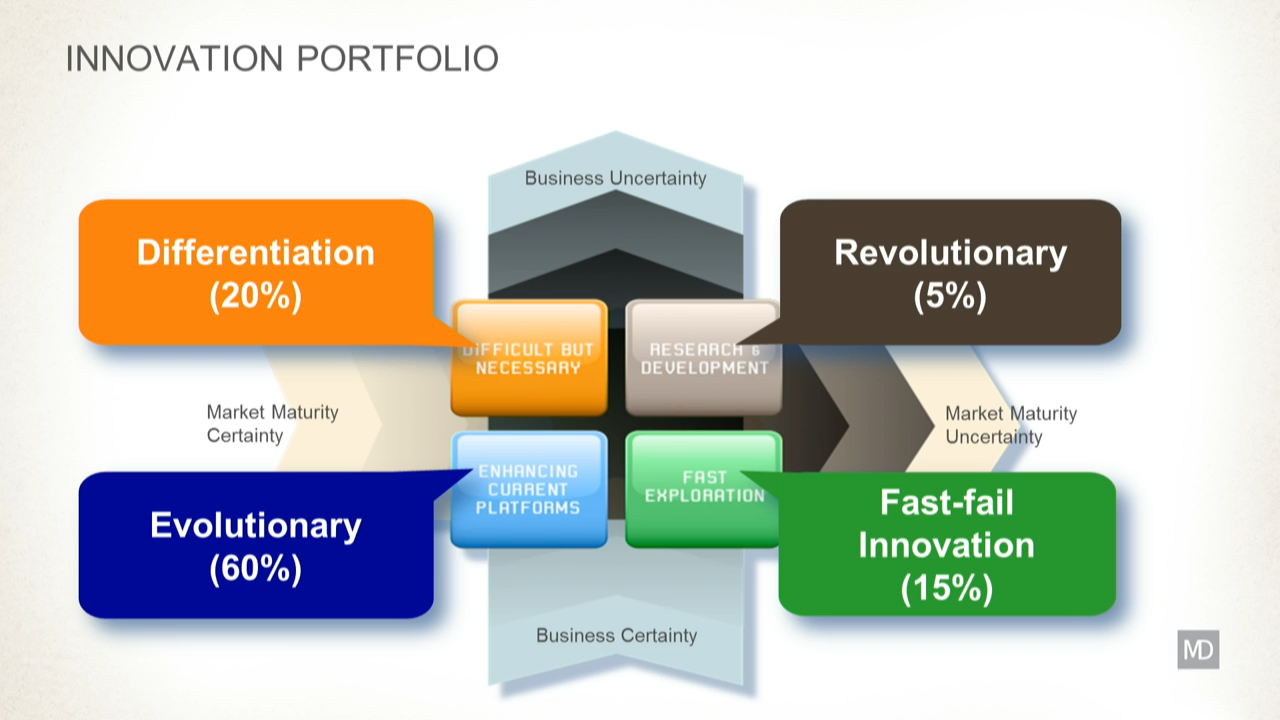 INNOVATION PORTFOLIO
Business Uncertainty
Differentiation
(20%)
Revolutionary
(5%)
DIFFICULT BUT
NECESSARY
RESEARCH &
DEVELOPMENT
Market Maturity
Certainty
Market Maturity
Uncertainty
ENHANCING
CURRENT
PLATFORMS
FAST
EXPLORATION
Evolutionary
(60%)
Fast-fail
Innovation
(15%)
Business Certainty
MD